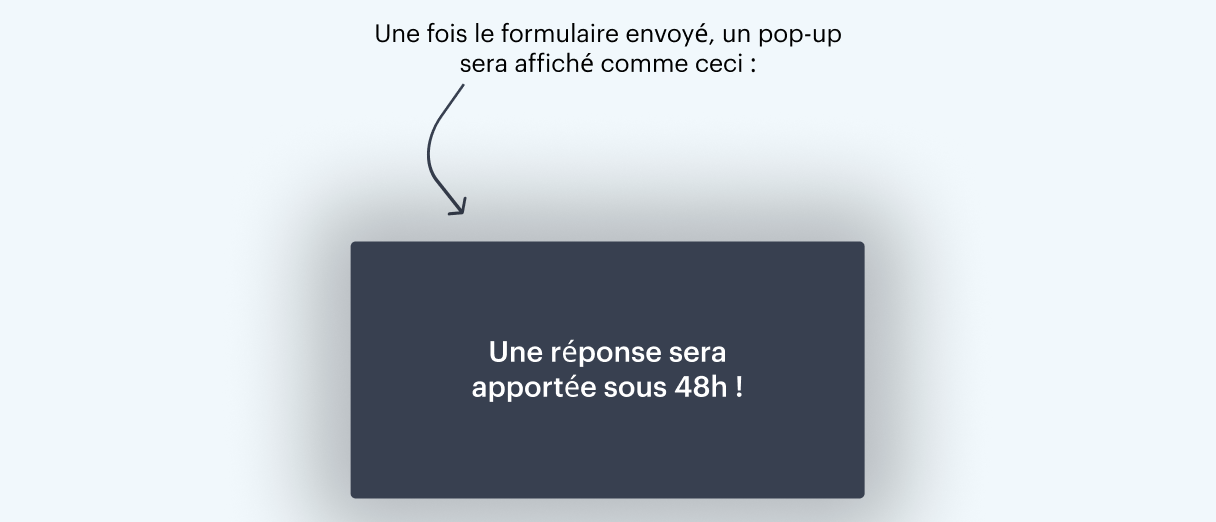 Une fois le formulaire envoyé, un pop-up
sera affiché comme ceci :
Une réponse sera
apportée sous 48h !